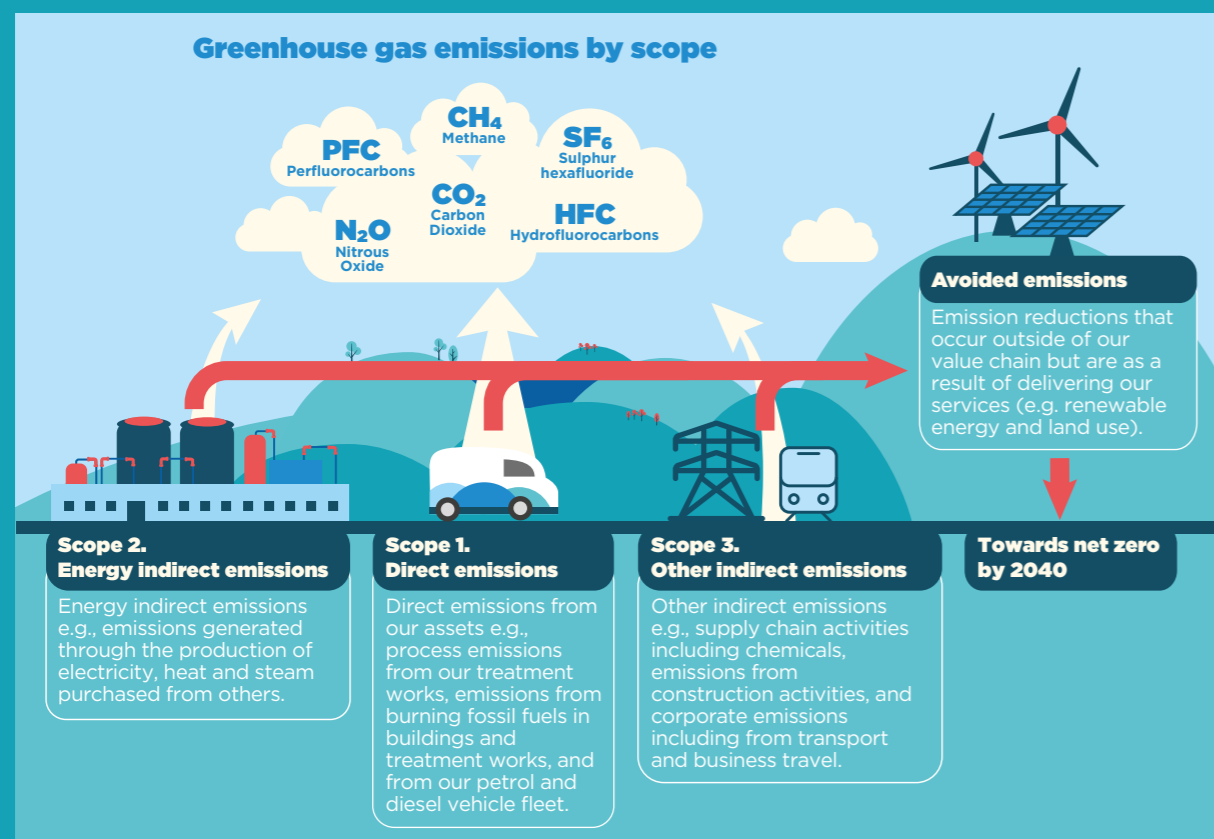 Greenhouse gas emissions by scope
PFC
Perfluorocarbons
CH₄
Methane
SF₆
Sulphur
hexafluoride
N₂O
Nitrous
Oxide
CO₂
Carbon
Dioxide
HFC
Hydrofluorocarbons
Avoided emissions
Emission reductions that
occur outside of our
value chain but are as a
result of delivering our
services (e.g. renewable
energy and land use).
Scope 2.
Energy indirect emissions
Energy indirect emissions
e.g., emissions generated
through the production of
electricity, heat and steam
purchased from others.
Scope 1.
Direct emissions
Direct emissions from
our assets e.g.,
process emissions
from our treatment
works, emissions from
burning fossil fuels in
buildings and
treatment works, and
from our petrol and
diesel vehicle fleet.
Scope 3.
Other indirect emissions
Other indirect emissions
e.g., supply chain activities
including chemicals,
emissions from
construction activities, and
corporate emissions
including from transport
and business travel.
Towards net zero
by 2040